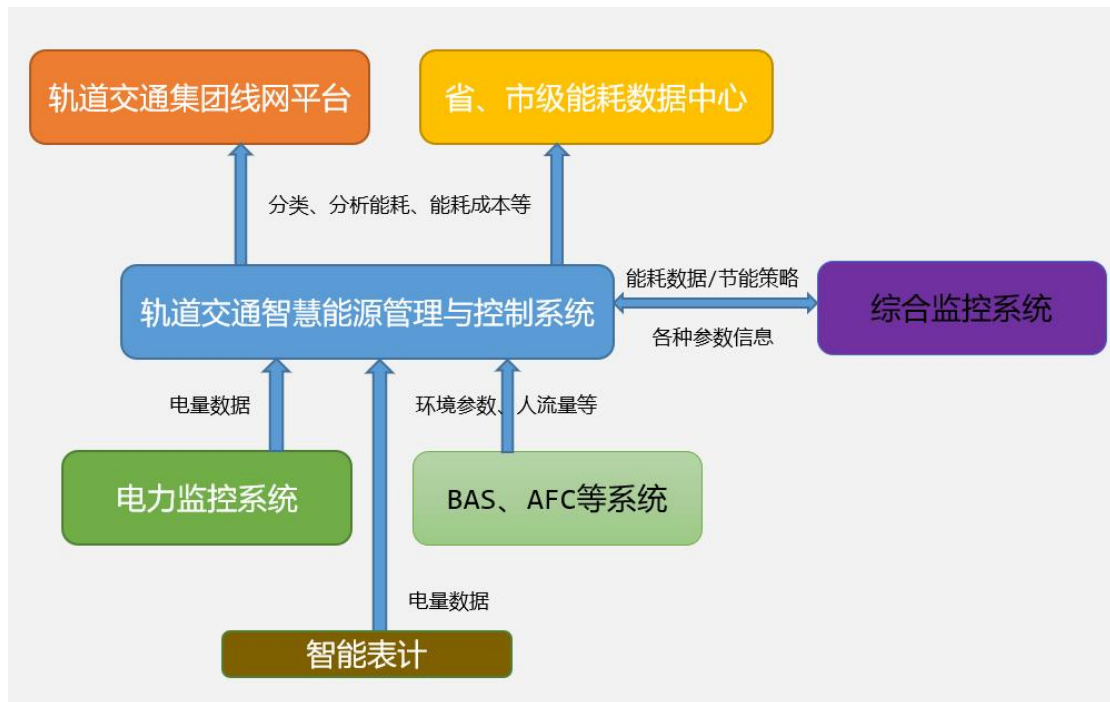 轨道交通集团线网平台
省、市级能耗数据中心
分类、分析能耗、能耗成本等
轨道交通智慧能源管理与控制系统
能耗数据/节能策略
各种参数信息
综合监控系统
电量数据
环境参数、人流量等
电力监控系统
BAS、AFC等系统
电量数据
智能表计